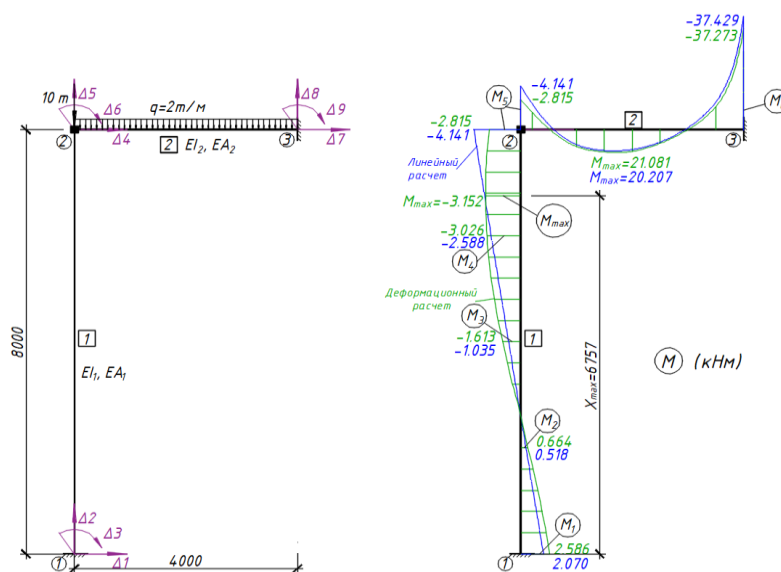 Δ5
Δ6
10 т
q=2т/м
Δ4
2
2 EI₂, EA₂
Δ8
Δ9
3
Δ7
8000
1
EI₁, EA₁
Δ2
Δ3
1
Δ1
4000
-37.429
-37.273
-4.141
-2.815
M₅
-2.815
-4.141
2
2
3
Линейный
расчет
Mmax=21.081
Mmax=20.207
Mmax=-3.152
Mmax
-3.026
-2.588
M₄
Деформационный
расчет
M₃
-1.613
-1.035
1
Xmax=6757
M (кНм)
M₂
0.664
0.518
M₁
2.586
2.070
1